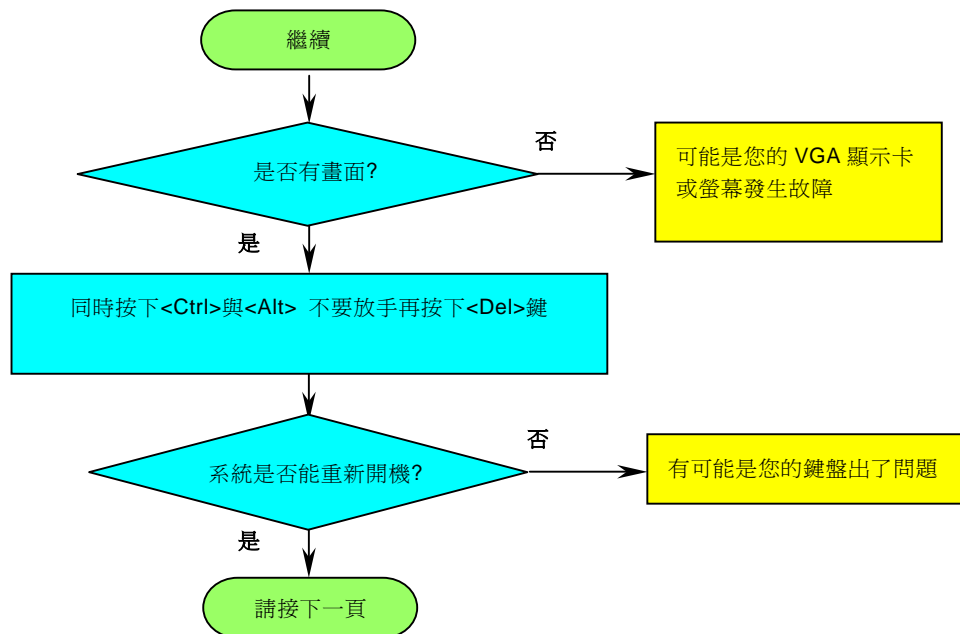 繼續
是否有畫面?
否
可能是您的 VGA 顯示卡
或螢幕發生故障
是
同時按下<Ctrl>與<Alt> 不要放手再按下<Del>鍵
系統是否能重新開機?
否
有可能是您的鍵盤出了問題
是
請接下一頁